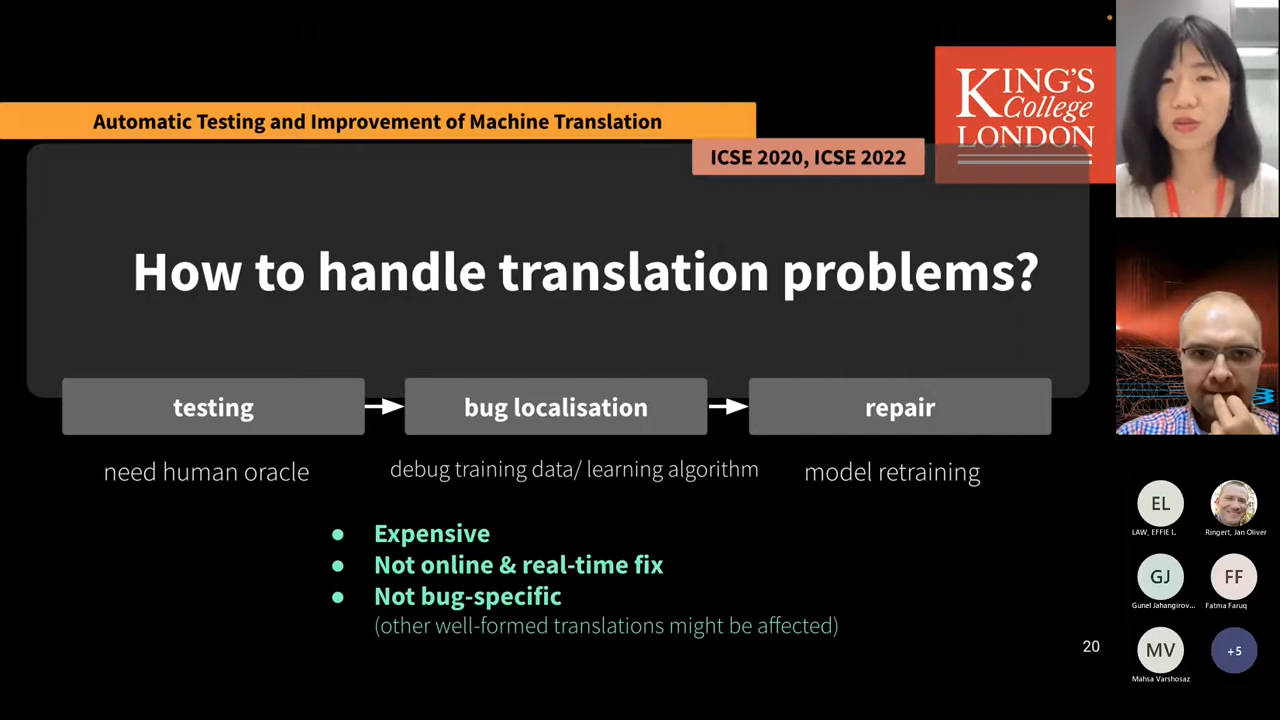 Automatic Testing and Improvement of Machine Translation
ICSE 2020, ICSE 2022
KING'S
College
LONDON
How to handle translation problems?
testing
bug localisation
repair
need human oracle
debug training data/ learning algorithm
model retraining
● Expensive
● Not online & real-time fix
● Not bug-specific
(other well-formed translations might be affected)
20
EL
LAW, EFFIE L.
Ringert, Jan Oliver
GJ
Gunel Jahangirov...
FF
Fatma Faruq
MV
Mahsa Varshosaz
+5